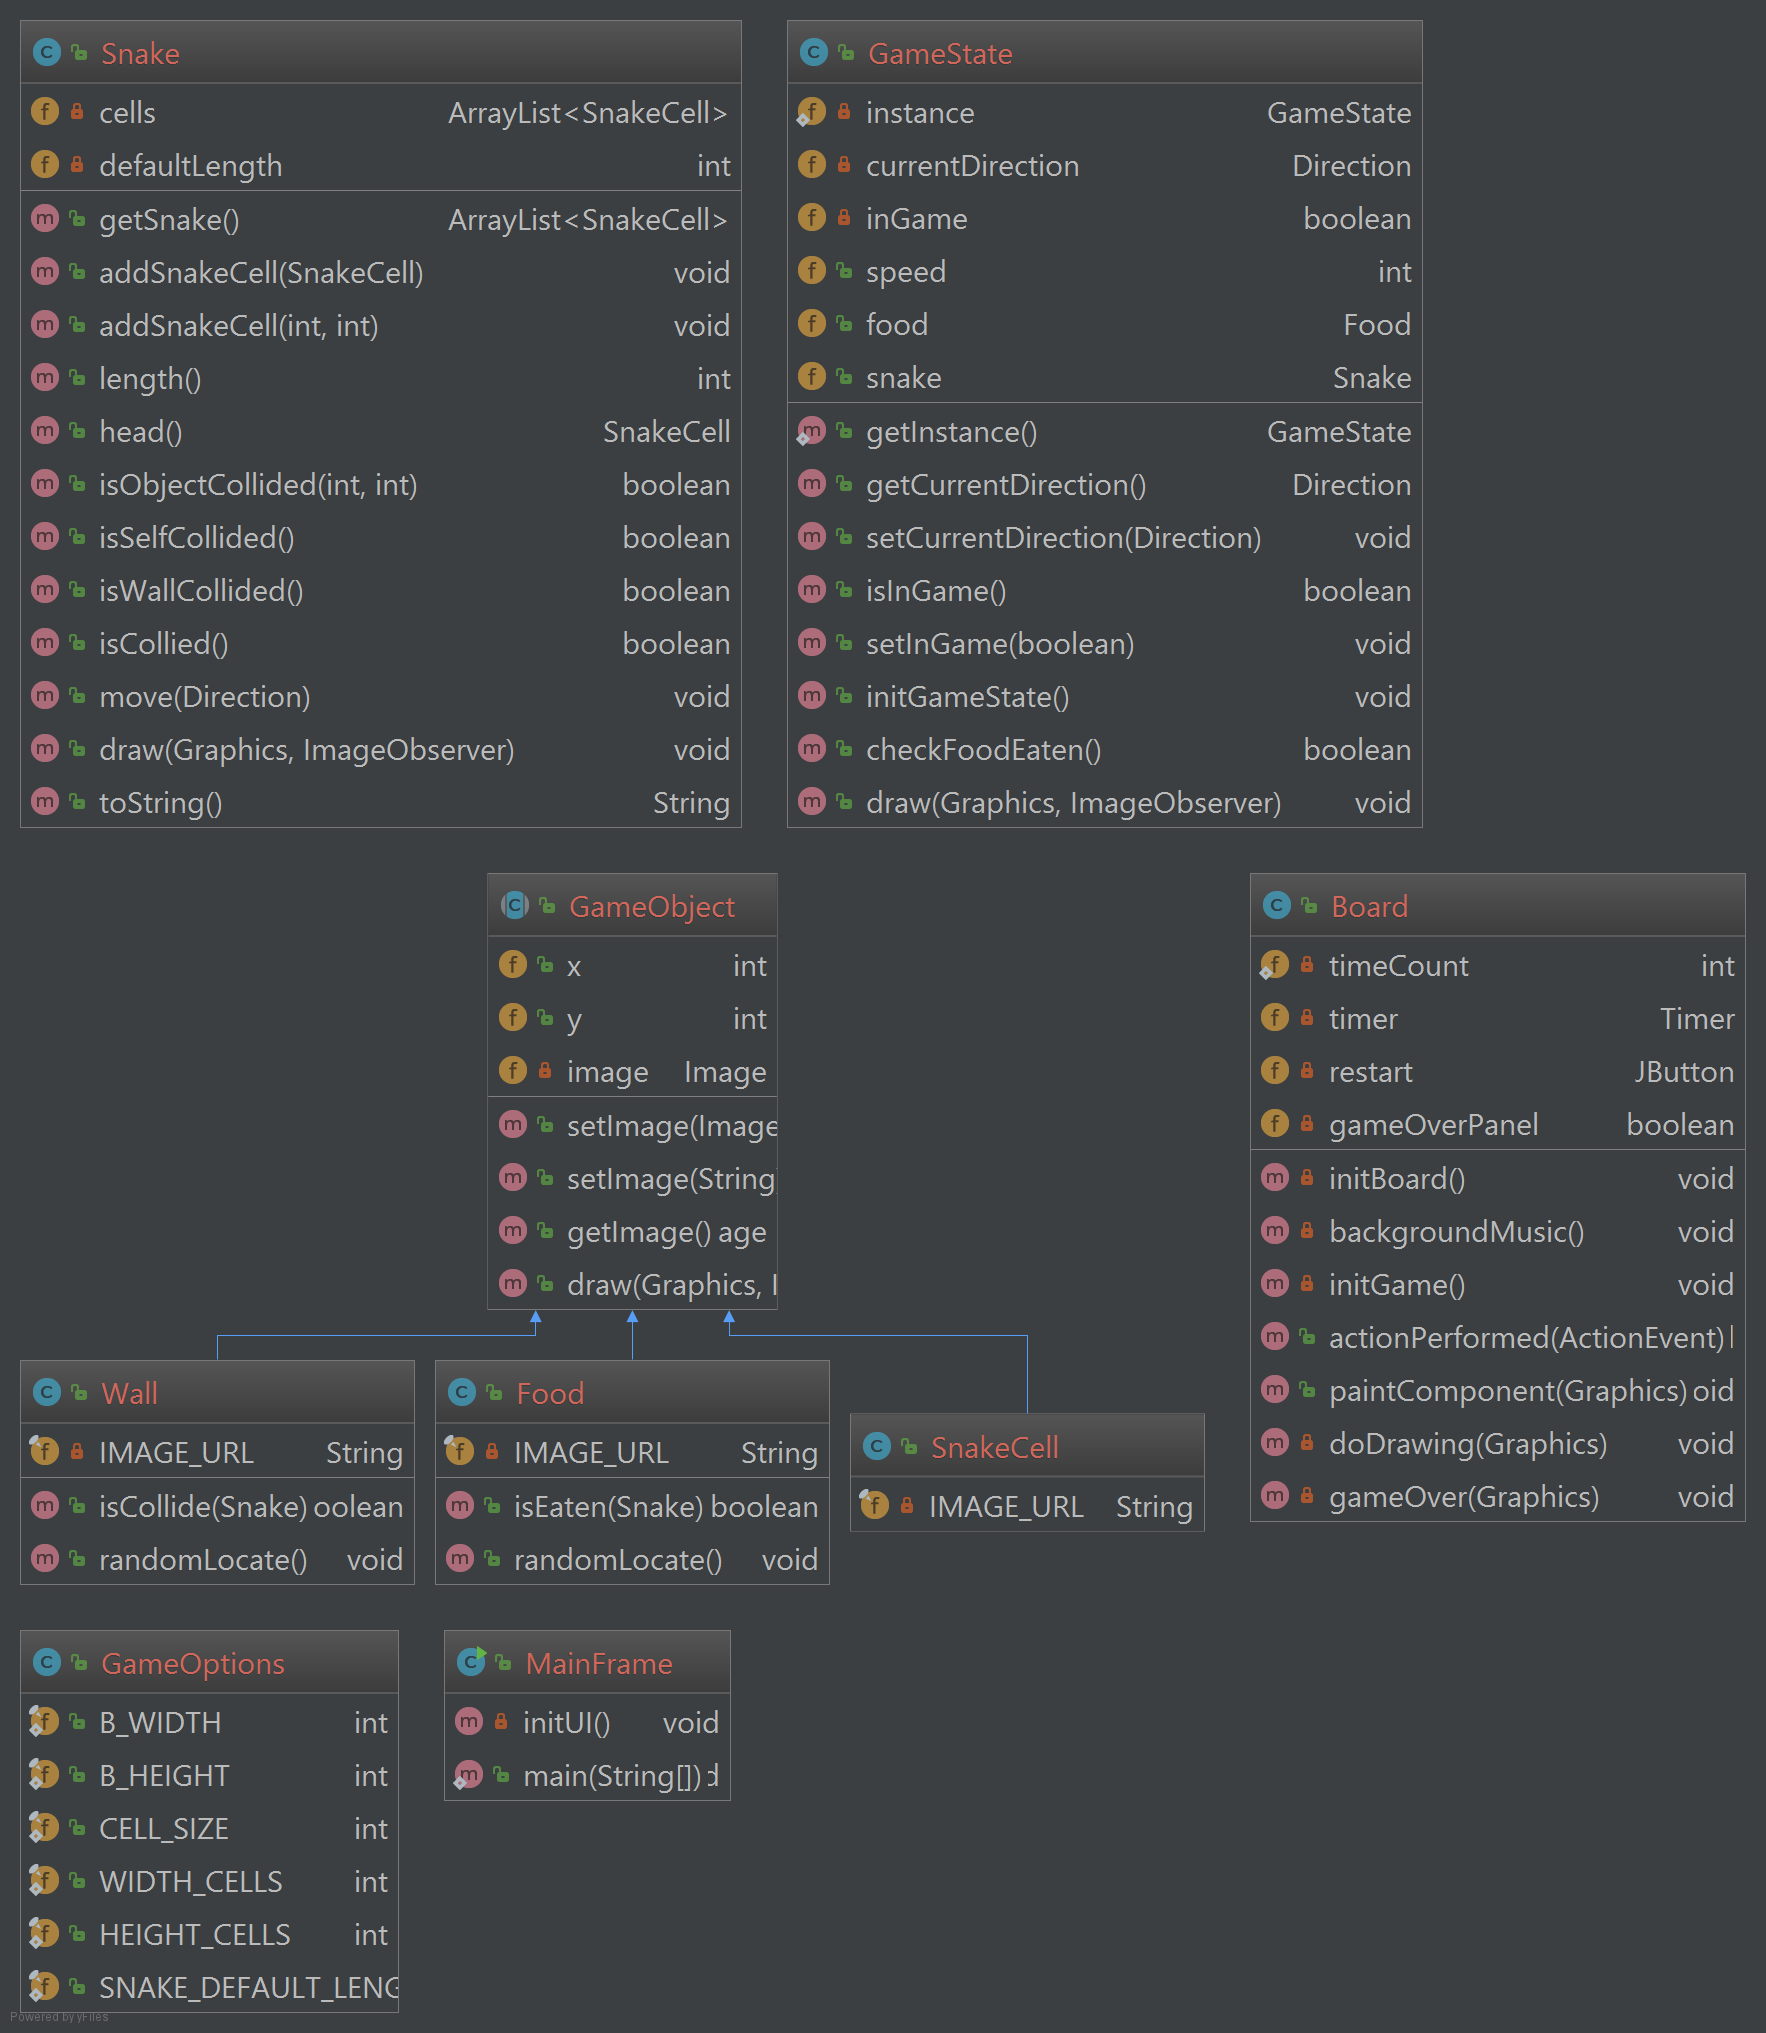 Snake
cells ArrayList<SnakeCell>
defaultLength int
getSnake() ArrayList<SnakeCell>
addSnakeCell(SnakeCell) void
addSnakeCell(int, int) void
length() int
head() SnakeCell
isObjectCollided(int, int) boolean
isSelfCollided() boolean
isWallCollided() boolean
isCollied() boolean
move(Direction) void
draw(Graphics, ImageObserver) void
toString() String
GameState
instance GameState
currentDirection Direction
inGame boolean
speed int
food Food
snake Snake
getInstance() GameState
getCurrentDirection() Direction
setCurrentDirection(Direction) void
isInGame() boolean
setInGame(boolean) void
initGameState() void
checkFoodEaten() boolean
draw(Graphics, ImageObserver) void
GameObject
x int
y int
image Image
setImage(Image
setImage(String
getImage() age
draw(Graphics, I
Board
timeCount int
timer Timer
restart JButton
gameOverPanel boolean
initBoard() void
backgroundMusic() void
initGame() void
actionPerformed(ActionEvent)
paintComponent(Graphics) oid
doDrawing(Graphics) void
gameOver(Graphics) void
Wall
IMAGE_URL String
isCollide(Snake) oolean
randomLocate() void
Food
IMAGE_URL String
isEaten(Snake) boolean
randomLocate() void
SnakeCell
IMAGE_URL String
GameOptions
B_WIDTH int
B_HEIGHT int
CELL_SIZE int
WIDTH_CELLS int
HEIGHT_CELLS int
SNAKE_DEFAULT_LENG
MainFrame
initUI() void
main(String[]) d
Powered by yFiles